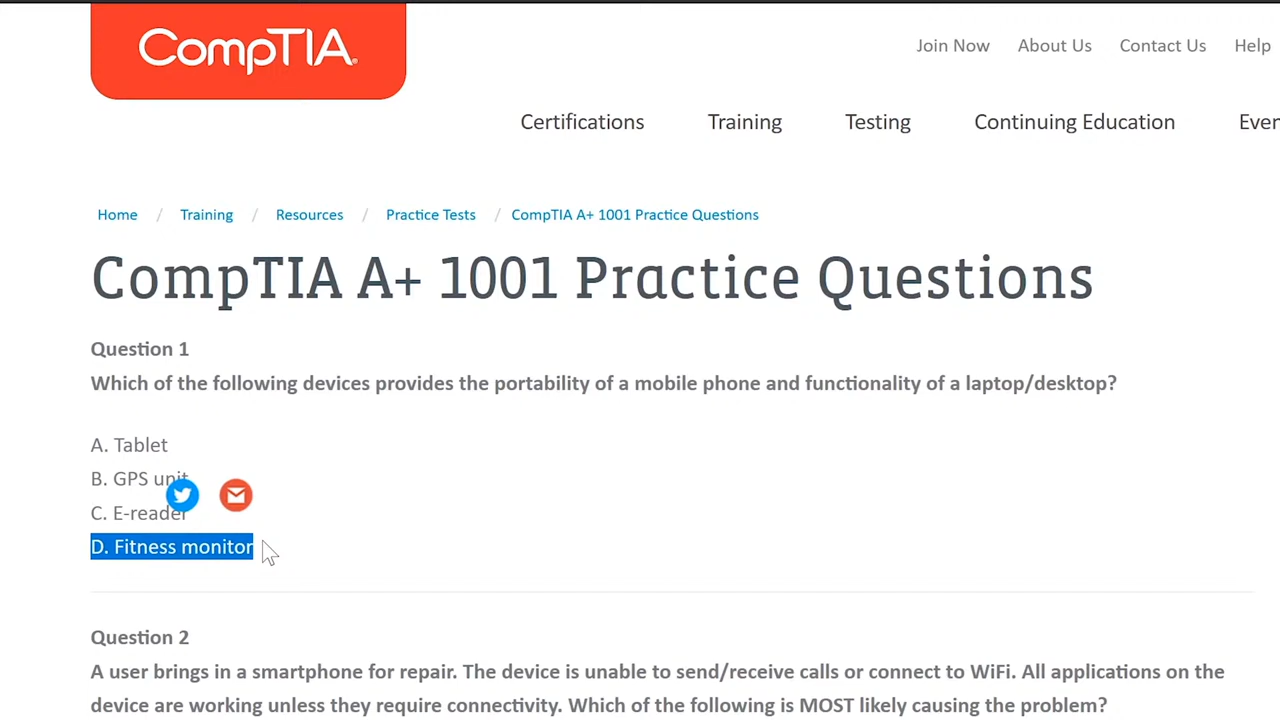 CompTIA.
Join Now About Us Contact Us Help
Certifications Training Testing Continuing Education
Home / Training / Resources / Practice Tests / CompTIA A+ 1001 Practice Questions
CompTIA A+ 1001 Practice Questions
Question 1
Which of the following devices provides the portability of a mobile phone and functionality of a laptop/desktop?
A. Tablet
B. GPS unit
C. E-reader
D. Fitness monitor
Question 2
A user brings in a smartphone for repair. The device is unable to send/receive calls or connect to WiFi. All applications on the
device are working unless they require connectivity. Which of the following is MOST likely causing the problem?